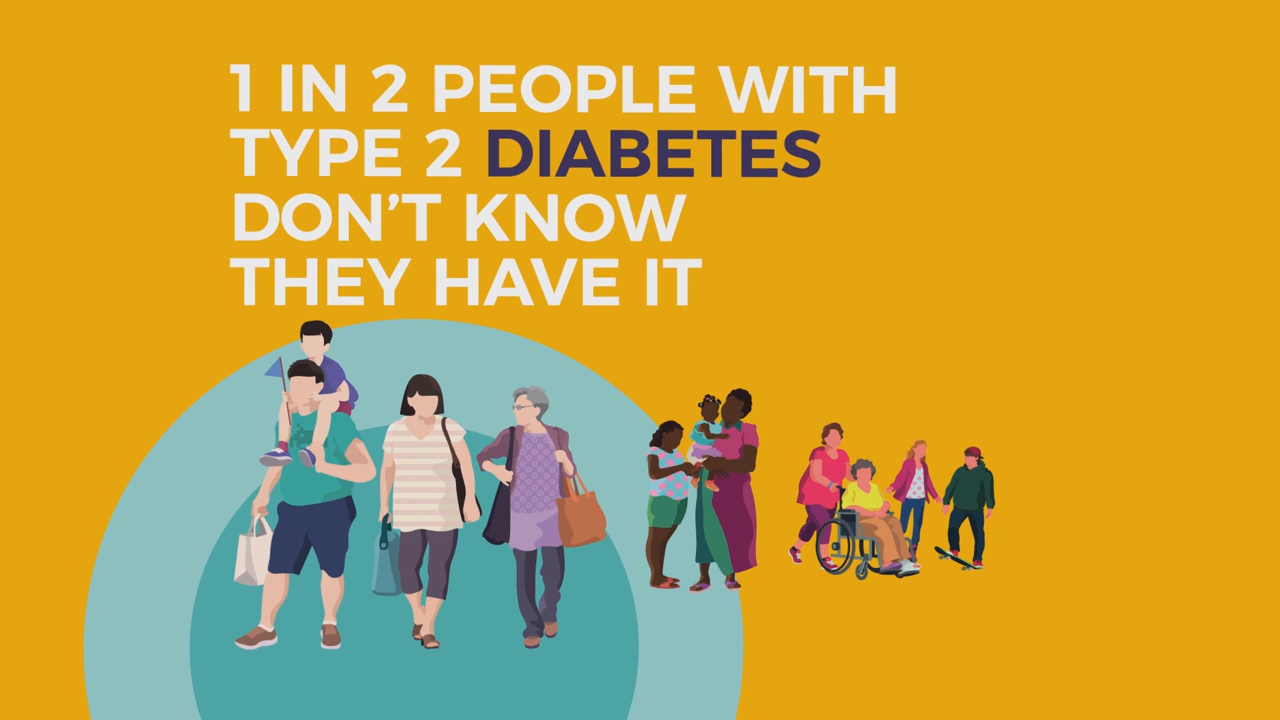 1 IN 2 PEOPLE WITH
TYPE 2 DIABETES
DON’T KNOW
THEY HAVE IT